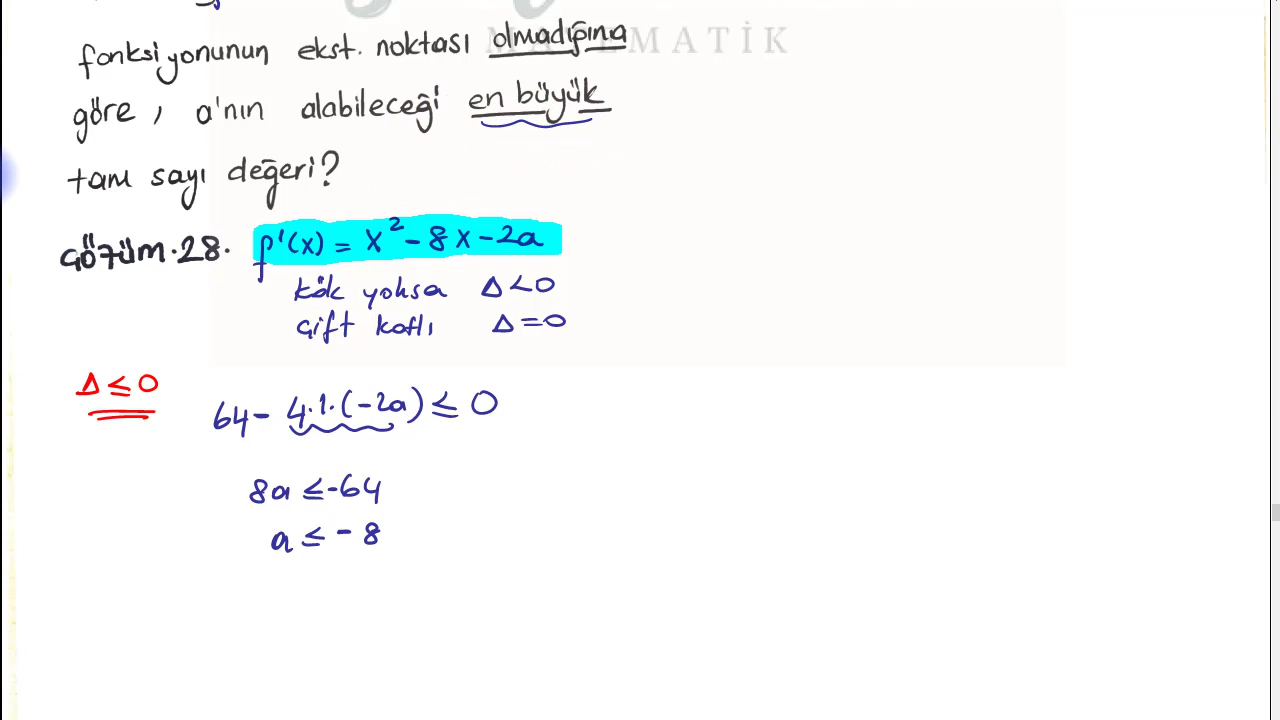 MATEMATİK
fonksiyonunun ekst. noktası olmadığına
göre, a'nın alabileceği en büyük
tam sayı değeri?
Çözüm.28. f'(x) = x² - 8x - 2a
kök yoksa Δ<0
Çift katlı Δ=0
Δ ≤ 0
64 - 4.1.(-2a) ≤ 0
8a ≤ -64
a ≤ -8